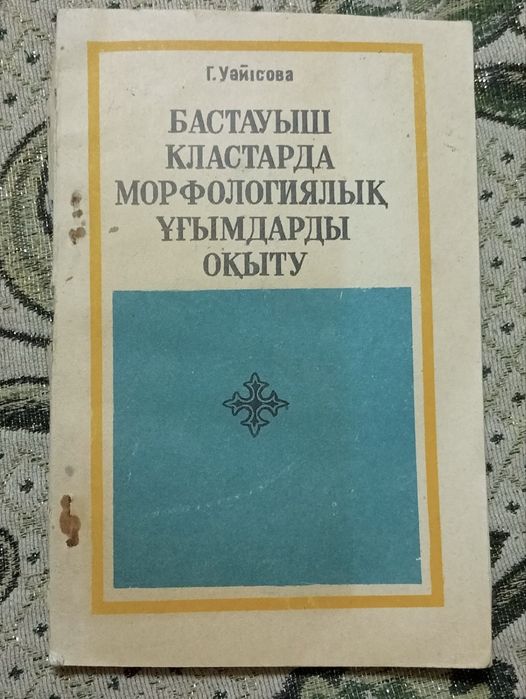 Г. Уәйісова
БАСТАУЫШ
КЛАСТАРДА
МОРФОЛОГИЯЛЫҚ
ҰҒЫМДАРДЫ
ОҚЫТУ